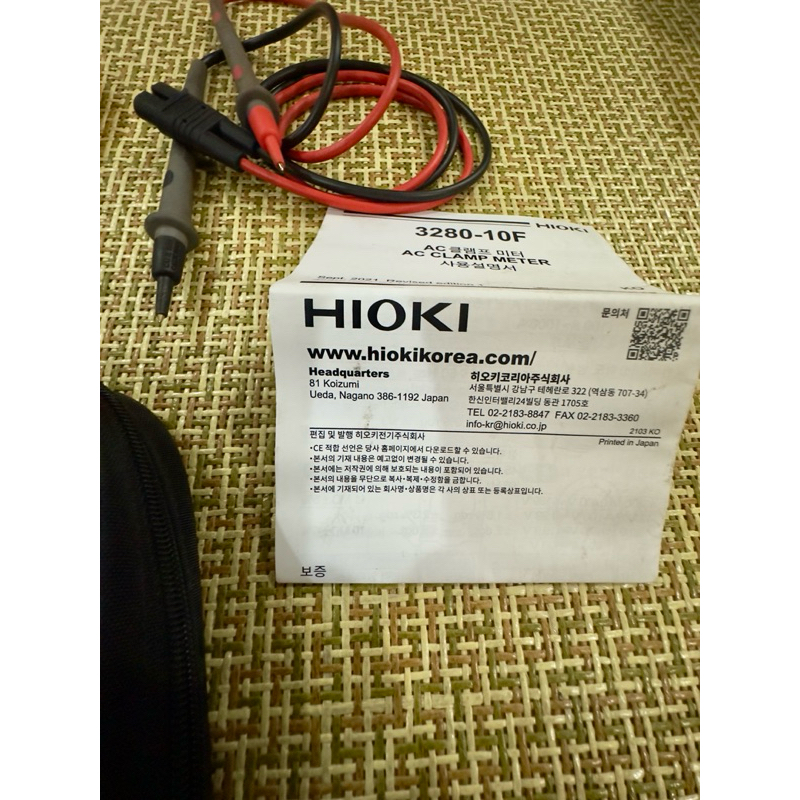 HIOKI
3280-10F
AC 클램프 미터
AC CLAMP METER
사용설명서
Sept. 2021 Revised edition
KO
HIOKI
문의처
www.hiokikorea.com/
Headquarters
81 Koizumi
Ueda, Nagano 386-1192 Japan
히오키코리아주식회사
서울특별시 강남구 테헤란로 322 (역삼동 707-34)
한신인터밸리24빌딩 동관 1705호
TEL 02-2183-8847 FAX 02-2183-3360
info-kr@hioki.co.jp
2103 KO
편집 및 발행 히오키전기주식회사
Printed in Japan
・CE 적합 선언은 당사 홈페이지에서 다운로드할 수 있습니다.
・본서의 기재 내용은 예고없이 변경될 수 있습니다.
・본서에는 저작권에 의해 보호되는 내용이 포함되어 있습니다.
・본서의 내용을 무단으로 복사・복제・수정함을 금합니다.
・본서에 기재되어 있는 회사명・상품명은 각 사의 상표 또는 등록상표입니다.
보증